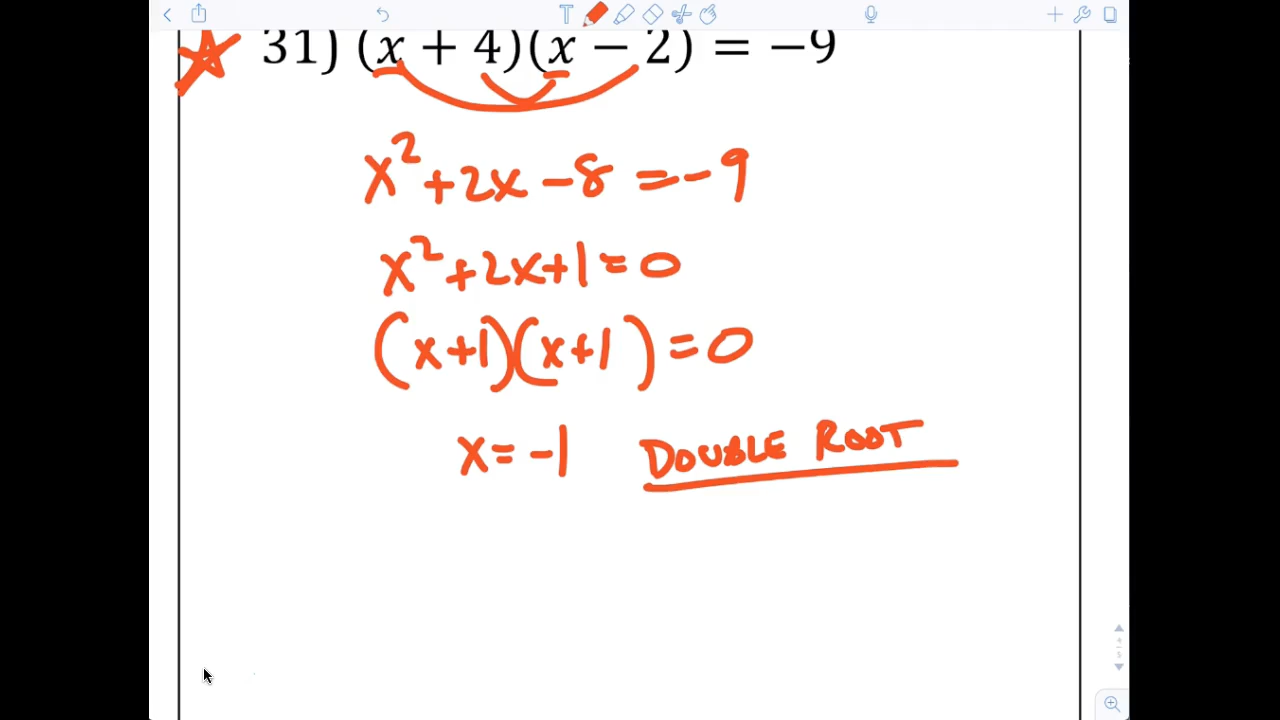 31) (x + 4)(x − 2) = −9
x² + 2x − 8 = −9
x² + 2x + 1 = 0
(x + 1)(x + 1) = 0
x = −1 DOUBLE ROOT